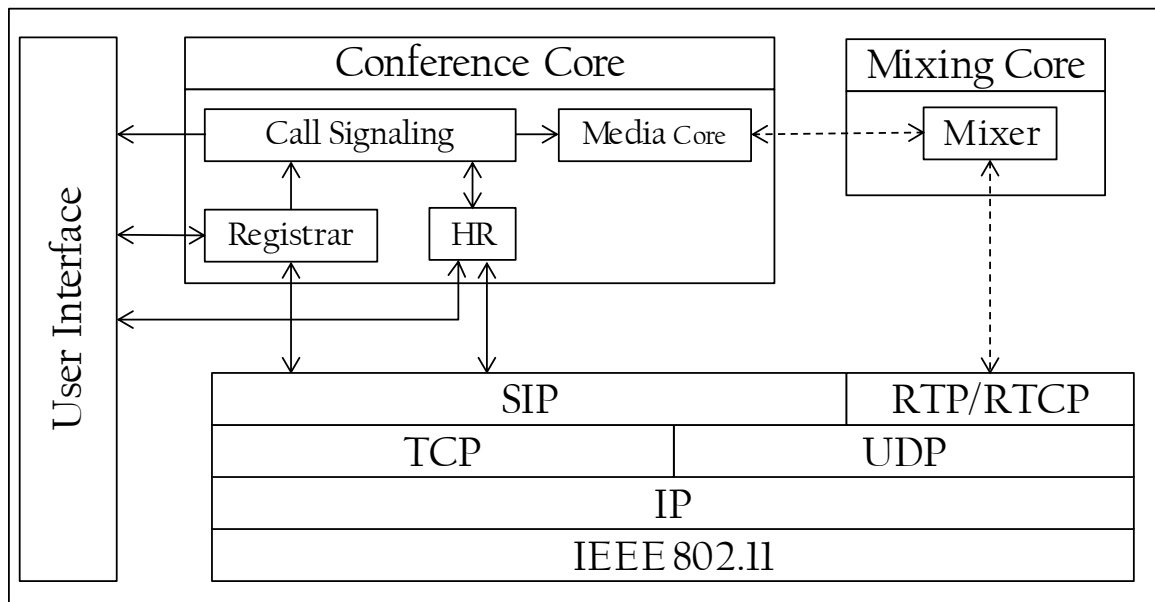 User Interface
Conference Core
Mixing Core
Call Signaling
Media Core
Mixer
Registrar
HR
SIP
RTP/RTCP
TCP
UDP
IP
IEEE 802.11